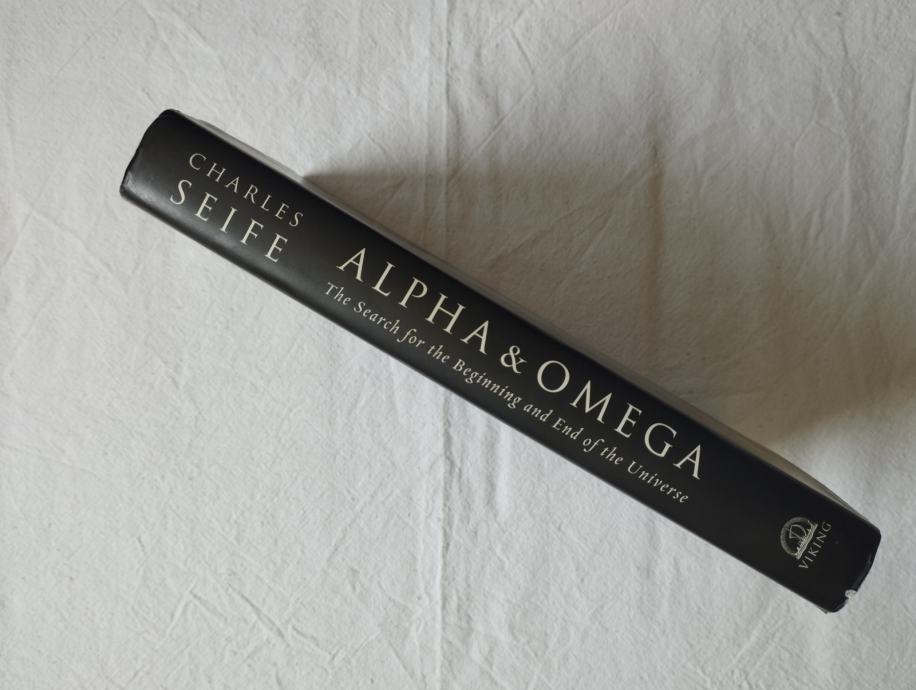 CHARLES
SEIFE
ALPHA & OMEGA
The Search for the Beginning and End of the Universe
VIKING